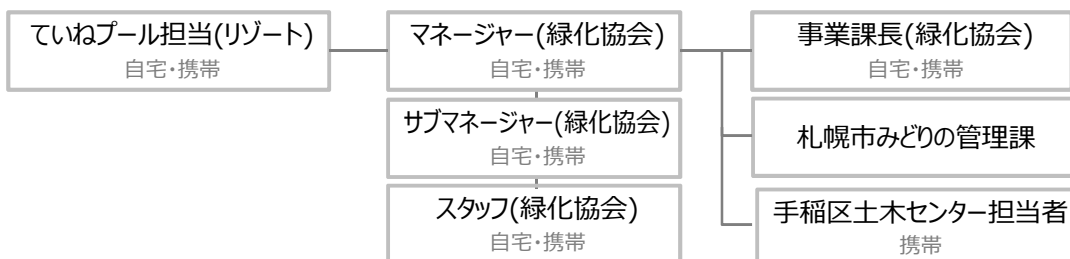 ていねプール担当(リゾート)
自宅・携帯
マネージャー(緑化協会)
自宅・携帯
事業課長(緑化協会)
自宅・携帯
サブマネージャー(緑化協会)
自宅・携帯
札幌市みどりの管理課
スタッフ(緑化協会)
自宅・携帯
手稲区土木センター担当者
携帯